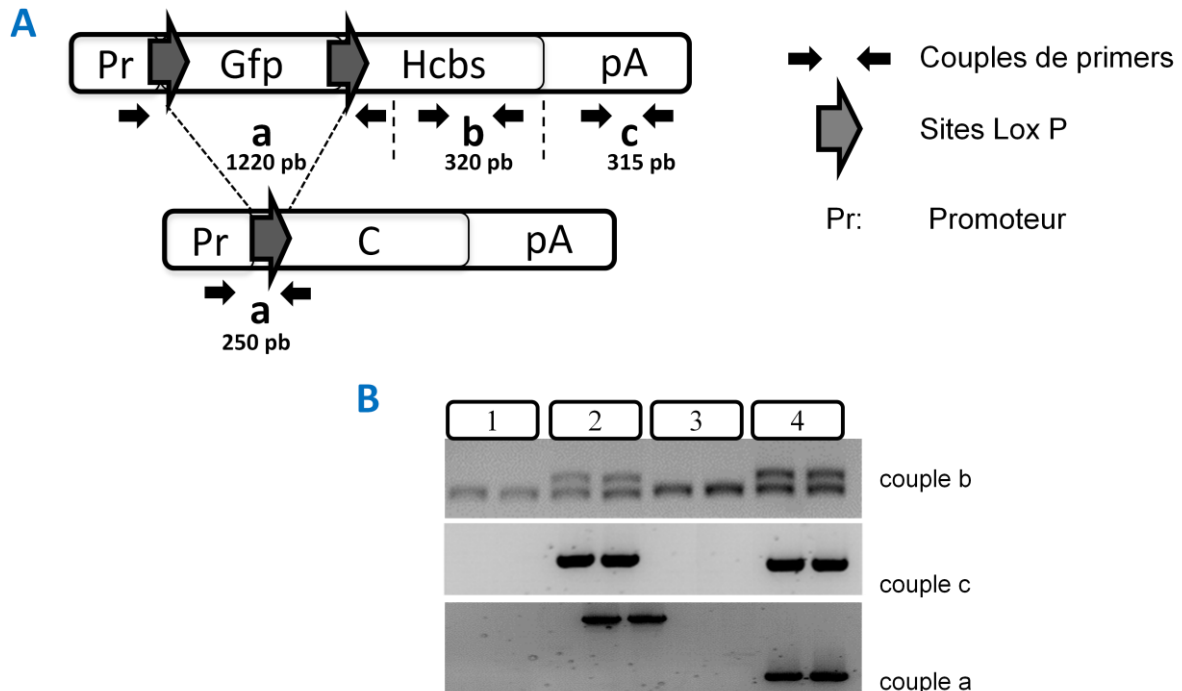 A
Pr Gfp Hcbs pA
a b c
1220 pb 320 pb 315 pb
Pr C pA
a
250 pb
Couples de primers
Sites Lox P
Pr: Promoteur
B
1 2 3 4
couple b
couple c
couple a